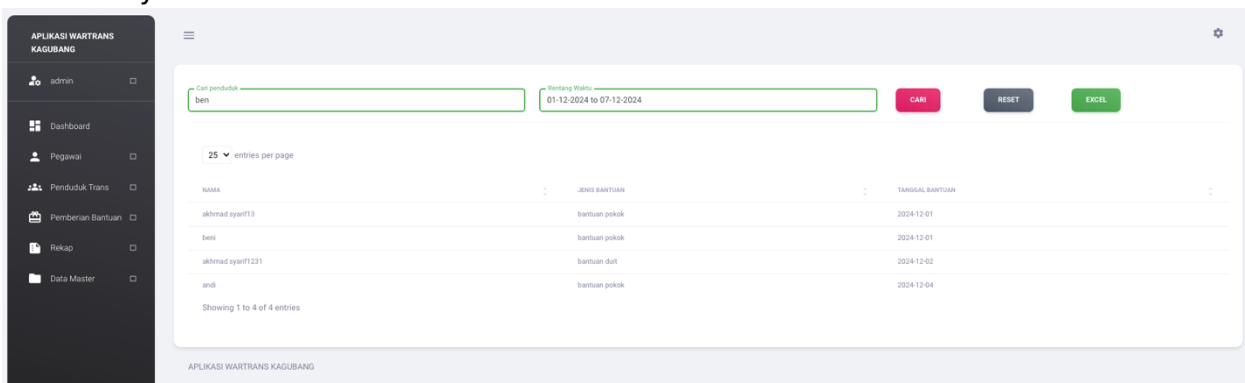 APLIKASI WARTRANS
KAGUBANG
admin
Dashboard
Pegawai
Penduduk Trans
Pemberian Bantuan
Rekap
Data Master
Cari penduduk
ben
Rentang Waktu
01-12-2024 to 07-12-2024
CARI
RESET
EXCEL
25 entries per page
NAMA JENIS BANTUAN TANGGAL BANTUAN
akhmad syarif13 bantuan pokok 2024-12-01
beni bantuan pokok 2024-12-01
akhmad syarif1231 bantuan duit 2024-12-02
andi bantuan pokok 2024-12-04
Showing 1 to 4 of 4 entries
APLIKASI WARTRANS KAGUBANG